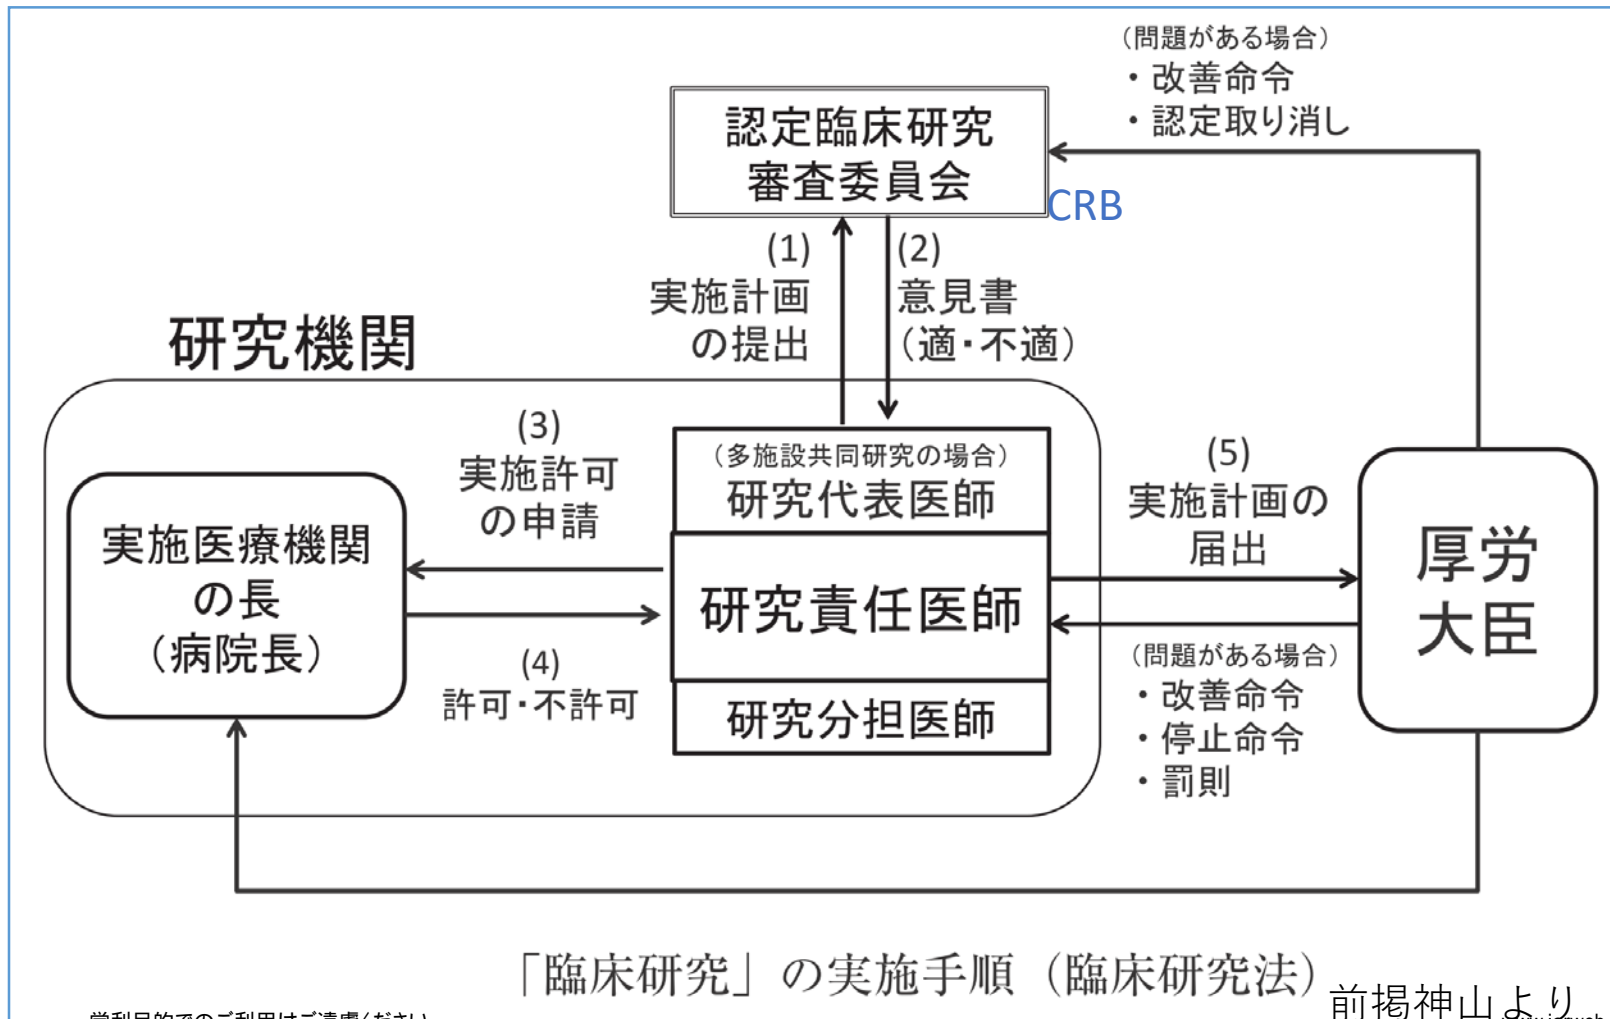 （問題がある場合）
・改善命令
・認定取り消し
認定臨床研究
審査委員会
CRB
(1)
実施計画
の提出
(2)
意見書
（適・不適）
研究機関
(3)
実施許可
の申請
（多施設共同研究の場合）
研究代表医師
(5)
実施計画の
届出
実施医療機関
の長
（病院長）
研究責任医師
厚労
大臣
(4)
許可・不許可
研究分担医師
（問題がある場合）
・改善命令
・停止命令
・罰則
「臨床研究」の実施手順（臨床研究法）
前掲神山より